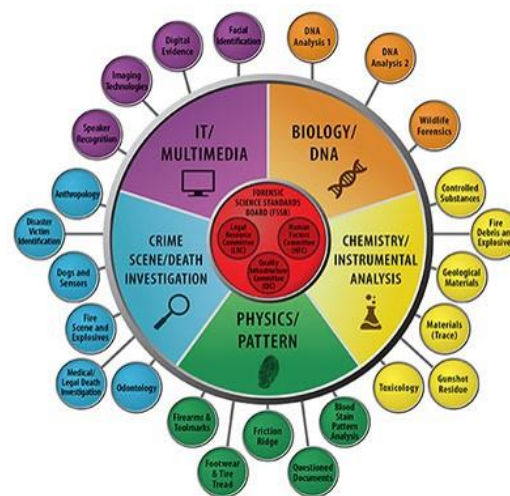 Facial
Identification
DNA
Analysis 1
Digital
Evidence
DNA
Analysis 2
Imaging
Technologies
Speaker
Recognition
Wildlife
Forensics
IT/
MULTIMEDIA
BIOLOGY/
DNA
Anthropology
Controlled
Substances
FORENSIC
SCIENCE STANDARDS
BOARD (FSSB)
Legal
Resource
Committee (LRC)
Human
Factors
Committee (HFC)
Quality
Infrastructure
Committee (QIC)
Disaster
Victim
Identification
Fire
Debris and
Explosives
CRIME
SCENE/DEATH
INVESTIGATION
CHEMISTRY/
INSTRUMENTAL
ANALYSIS
Dogs and
Sensors
Geological
Materials
Fire
Scene and
Explosives
Materials
(Trace)
PHYSICS/
PATTERN
Medical/
Legal Death
Investigation
Odontology
Toxicology
Gunshot
Residue
Firearms &
Toolmarks
Friction
Ridge
Blood
Stain
Pattern
Analysis
Footwear
& Tire
Tread
Questioned
Documents